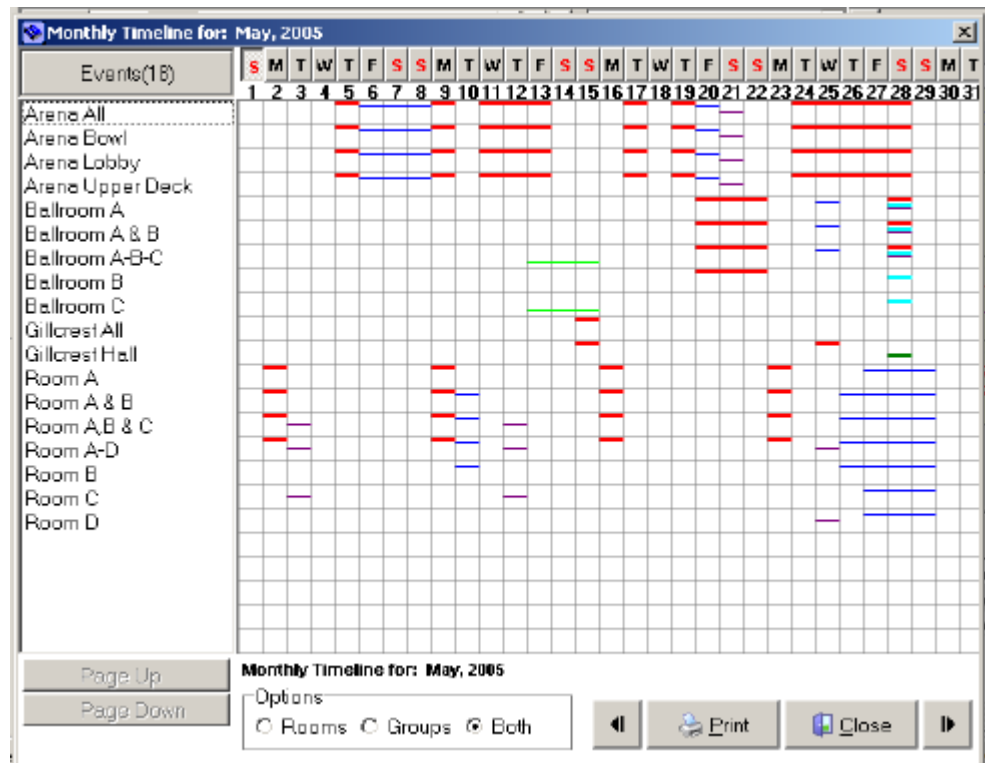 Monthly Timeline for: May, 2005
Events(18)
S M T W T F S S M T W T F S S M T W T F S S M T W T F S S M T
1 2 3 4 5 6 7 8 9 10 11 12 13 14 15 16 17 18 19 20 21 22 23 24 25 26 27 28 29 30 31
Arena All
Arena Bowl
Arena Lobby
Arena Upper Deck
Ballroom A
Ballroom A & B
Ballroom A-B-C
Ballroom B
Ballroom C
Gillcrest All
Gillcrest Hall
Room A
Room A & B
Room A,B & C
Room A-D
Room B
Room C
Room D
Page Up
Page Down
Monthly Timeline for: May, 2005
Options
Rooms Groups Both
Print
Close